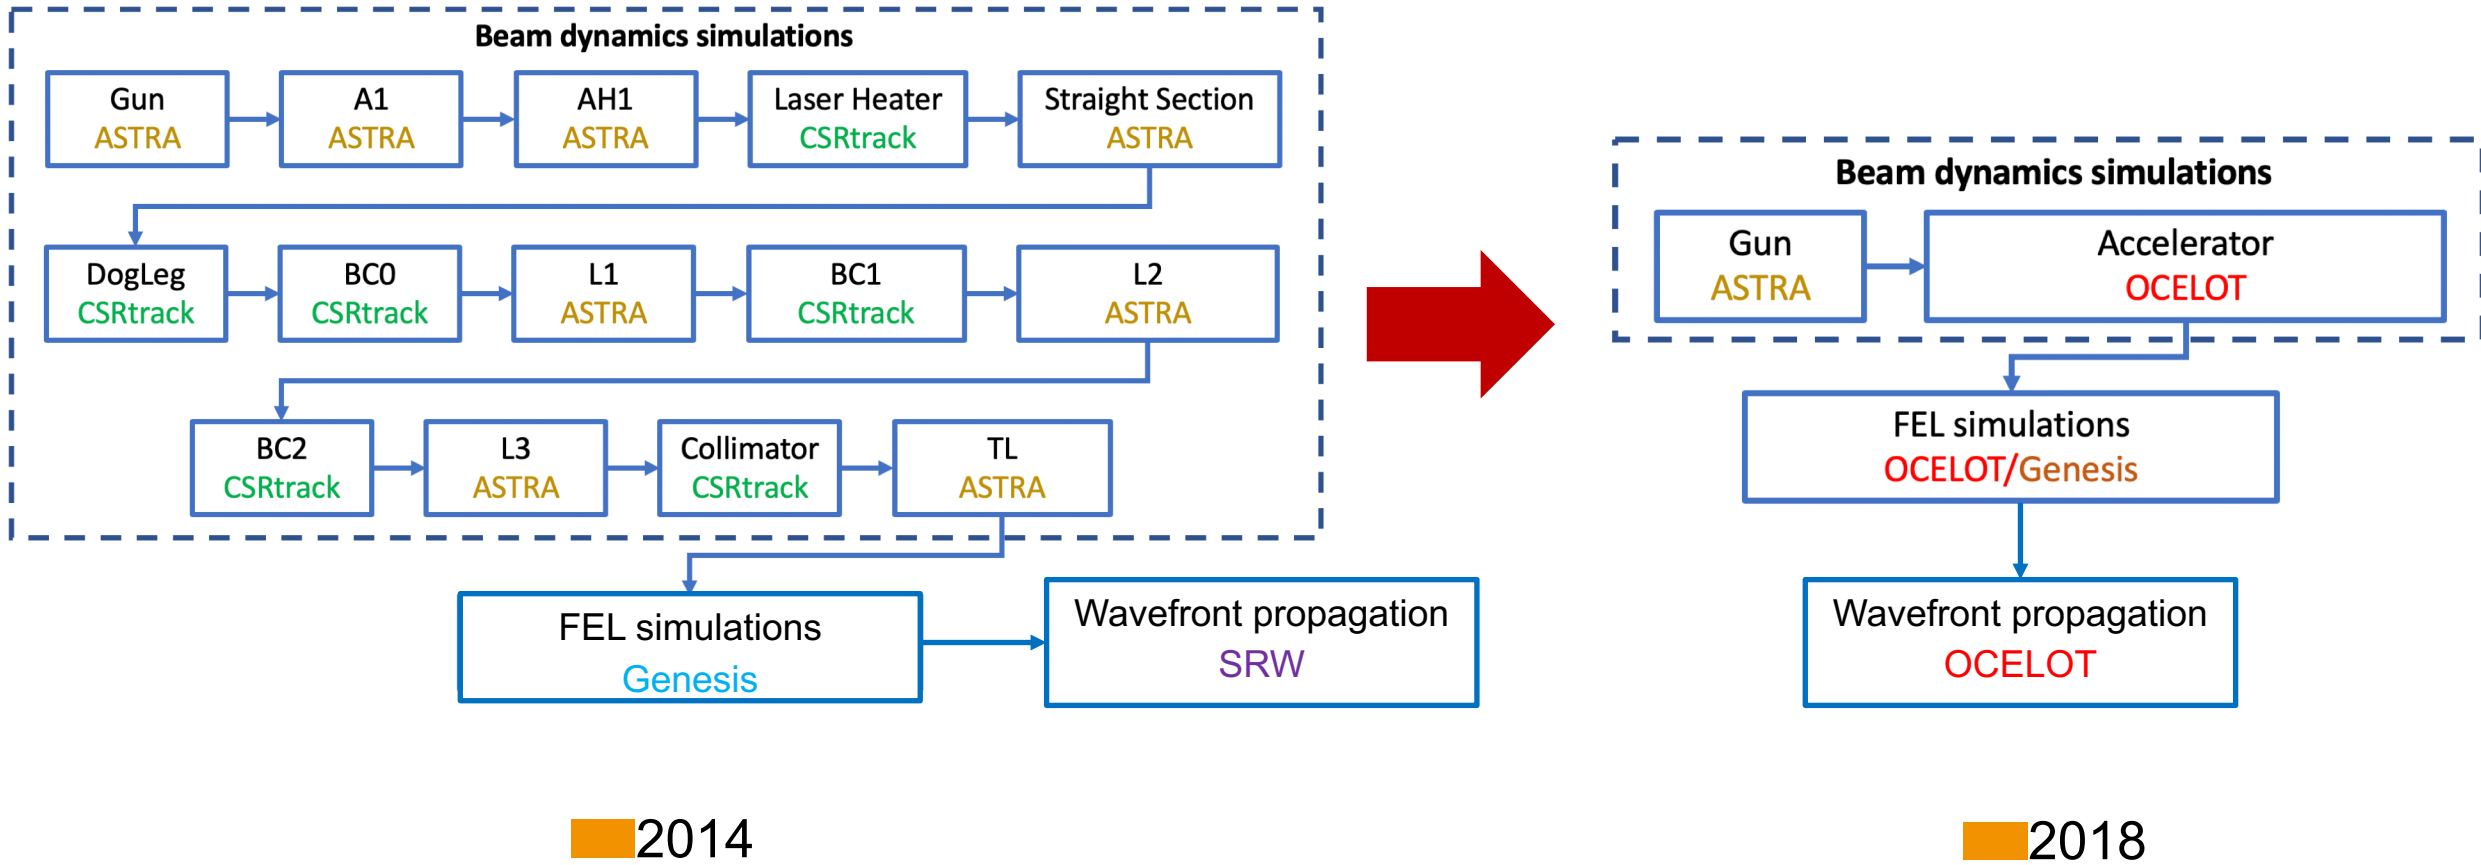 Beam dynamics simulations
Gun
ASTRA
A1
ASTRA
AH1
ASTRA
Laser Heater
CSRtrack
Straight Section
ASTRA
DogLeg
CSRtrack
BC0
CSRtrack
L1
ASTRA
BC1
CSRtrack
L2
ASTRA
BC2
CSRtrack
L3
ASTRA
Collimator
CSRtrack
TL
ASTRA
FEL simulations
Genesis
Wavefront propagation
SRW
2014
Beam dynamics simulations
Gun
ASTRA
Accelerator
OCELOT
FEL simulations
OCELOT/Genesis
Wavefront propagation
OCELOT
2018